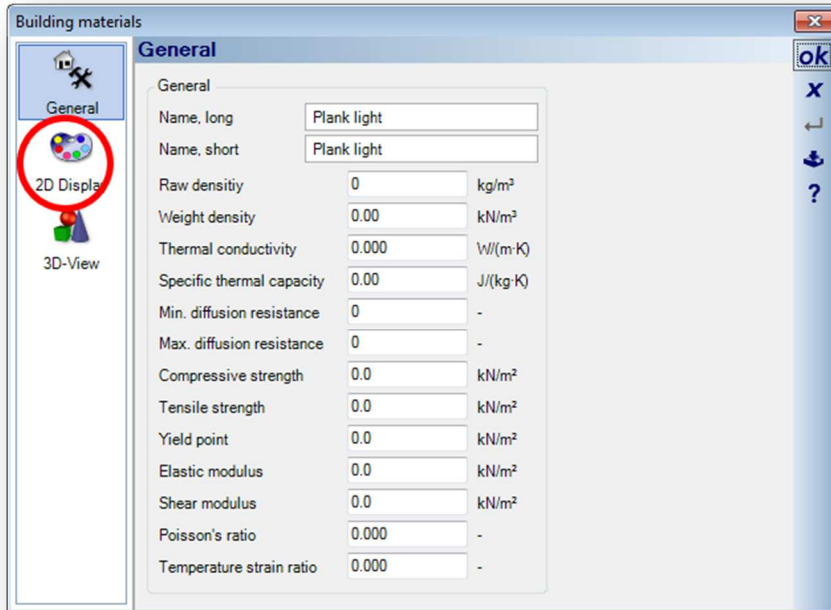 Building materials
General
2D Display
3D-View
General
General
Name, long Plank light
Name, short Plank light
Raw densitiy 0 kg/m³
Weight density 0.00 kN/m³
Thermal conductivity 0.000 W/(m·K)
Specific thermal capacity 0.00 J/(kg·K)
Min. diffusion resistance 0 -
Max. diffusion resistance 0 -
Compressive strength 0.0 kN/m²
Tensile strength 0.0 kN/m²
Yield point 0.0 kN/m²
Elastic modulus 0.0 kN/m²
Shear modulus 0.0 kN/m²
Poisson's ratio 0.000 -
Temperature strain ratio 0.000 -
ok
x
?